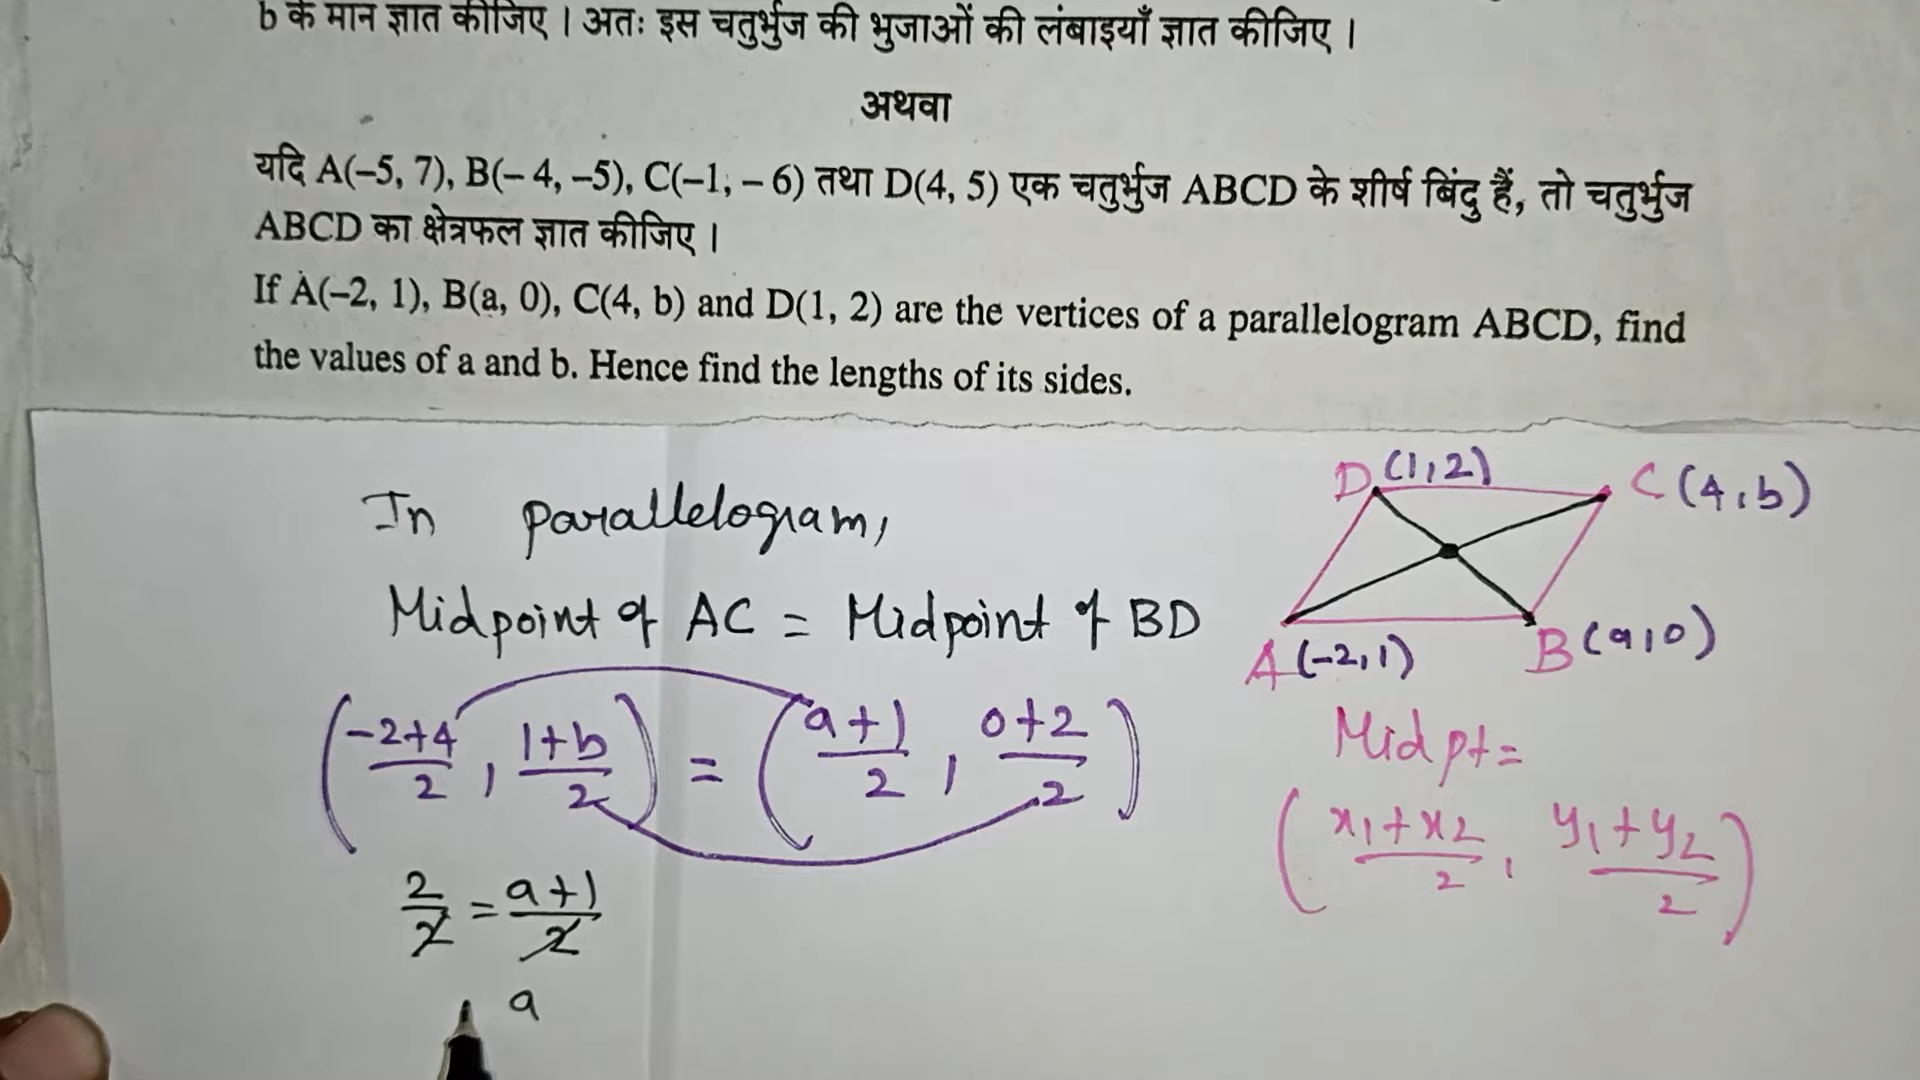 b के मान ज्ञात कीजिए । अतः इस चतुर्भुज की भुजाओं की लंबाइयाँ ज्ञात कीजिए ।
अथवा
यदि A(–5, 7), B(– 4, –5), C(–1, – 6) तथा D(4, 5) एक चतुर्भुज ABCD के शीर्ष बिंदु हैं, तो चतुर्भुज
ABCD का क्षेत्रफल ज्ञात कीजिए ।
If A(–2, 1), B(a, 0), C(4, b) and D(1, 2) are the vertices of a parallelogram ABCD, find
the values of a and b. Hence find the lengths of its sides.
In parallelogram,
Midpoint of AC = Midpoint of BD
(-2+4/2, 1+b/2) = (a+1/2, 0+2/2)
2/2 = a+1/2
a
D(1,2) C(4,b)
A(-2,1) B(a,0)
Mid pt =
(x1+x2/2, y1+y2/2)